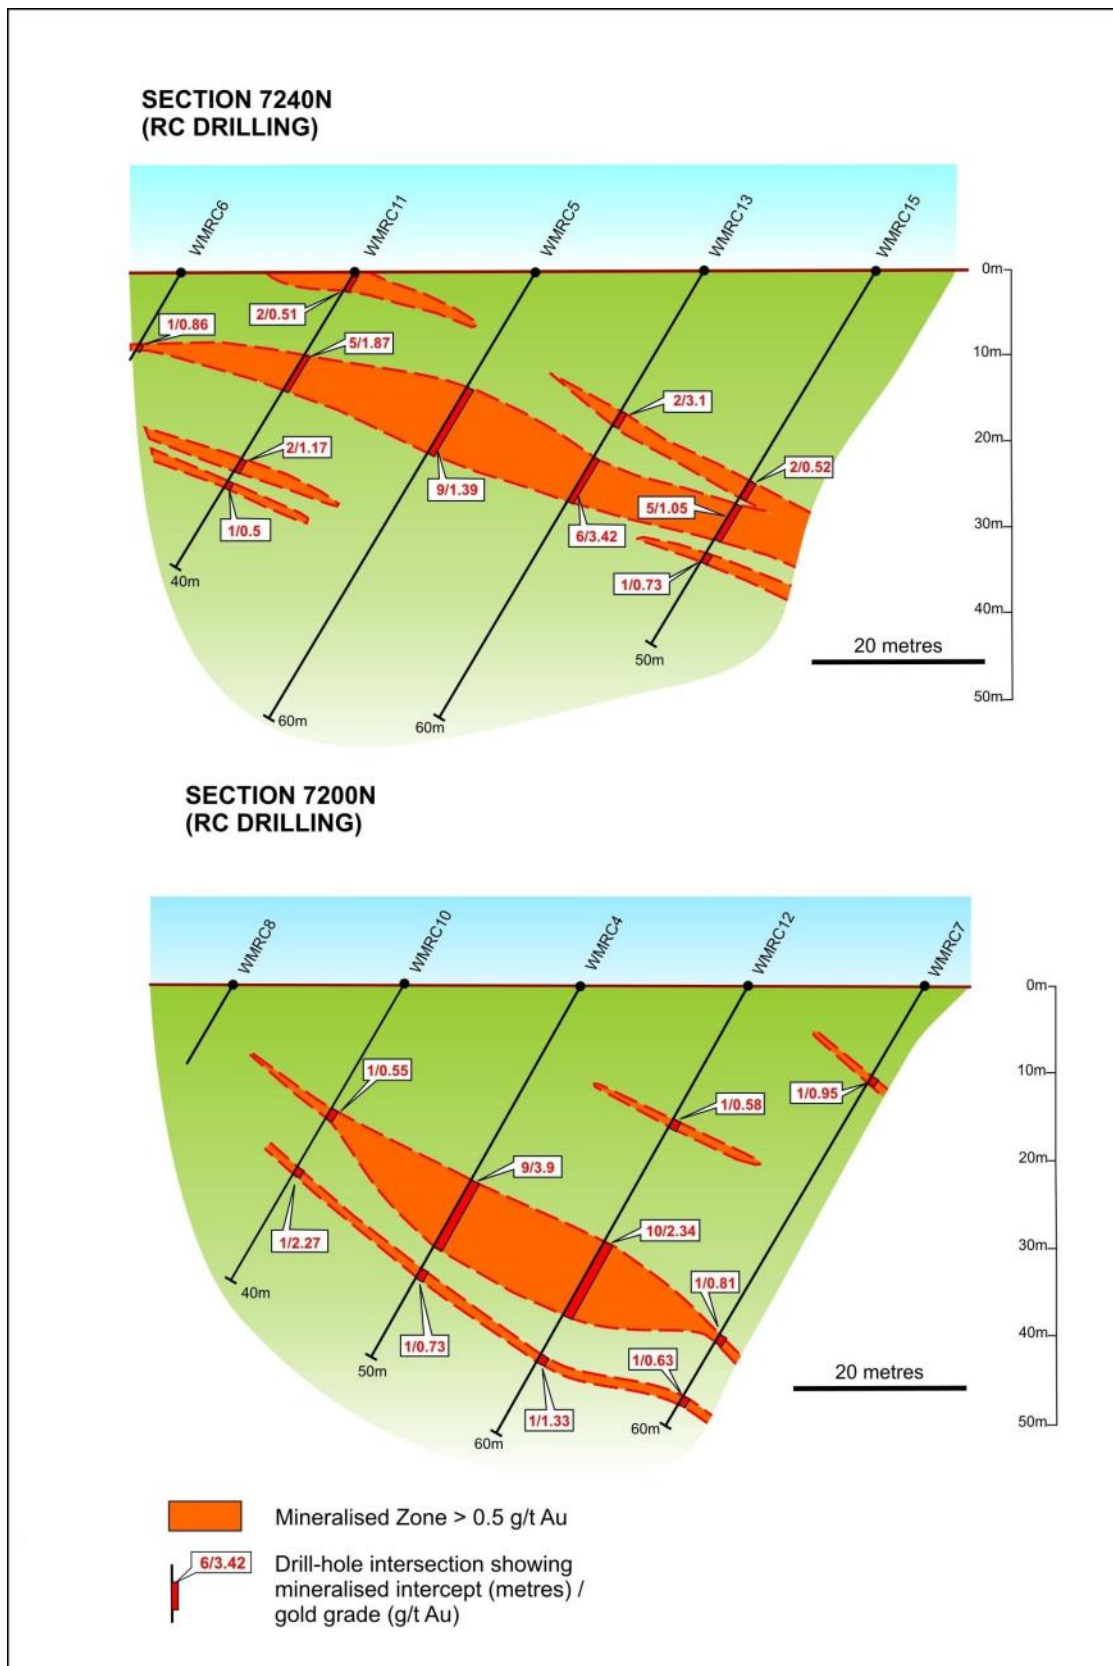 SECTION 7240N
(RC DRILLING)
WMRC6
WMRC11
WMRC5
WMRC13
WMRC15
0m
10m
20m
30m
40m
50m
1/0.86
2/0.51
5/1.87
2/1.17
1/0.5
9/1.39
2/3.1
6/3.42
2/0.52
5/1.05
1/0.73
40m
60m
60m
50m
20 metres
SECTION 7200N
(RC DRILLING)
WMRC8
WMRC10
WMRC4
WMRC12
WMRC7
0m
10m
20m
30m
40m
50m
1/0.55
1/2.27
9/3.9
1/0.73
1/0.58
10/2.34
1/1.33
1/0.95
1/0.81
1/0.63
40m
50m
60m
60m
20 metres
Mineralised Zone > 0.5 g/t Au
6/3.42
Drill-hole intersection showing
mineralised intercept (metres) /
gold grade (g/t Au)